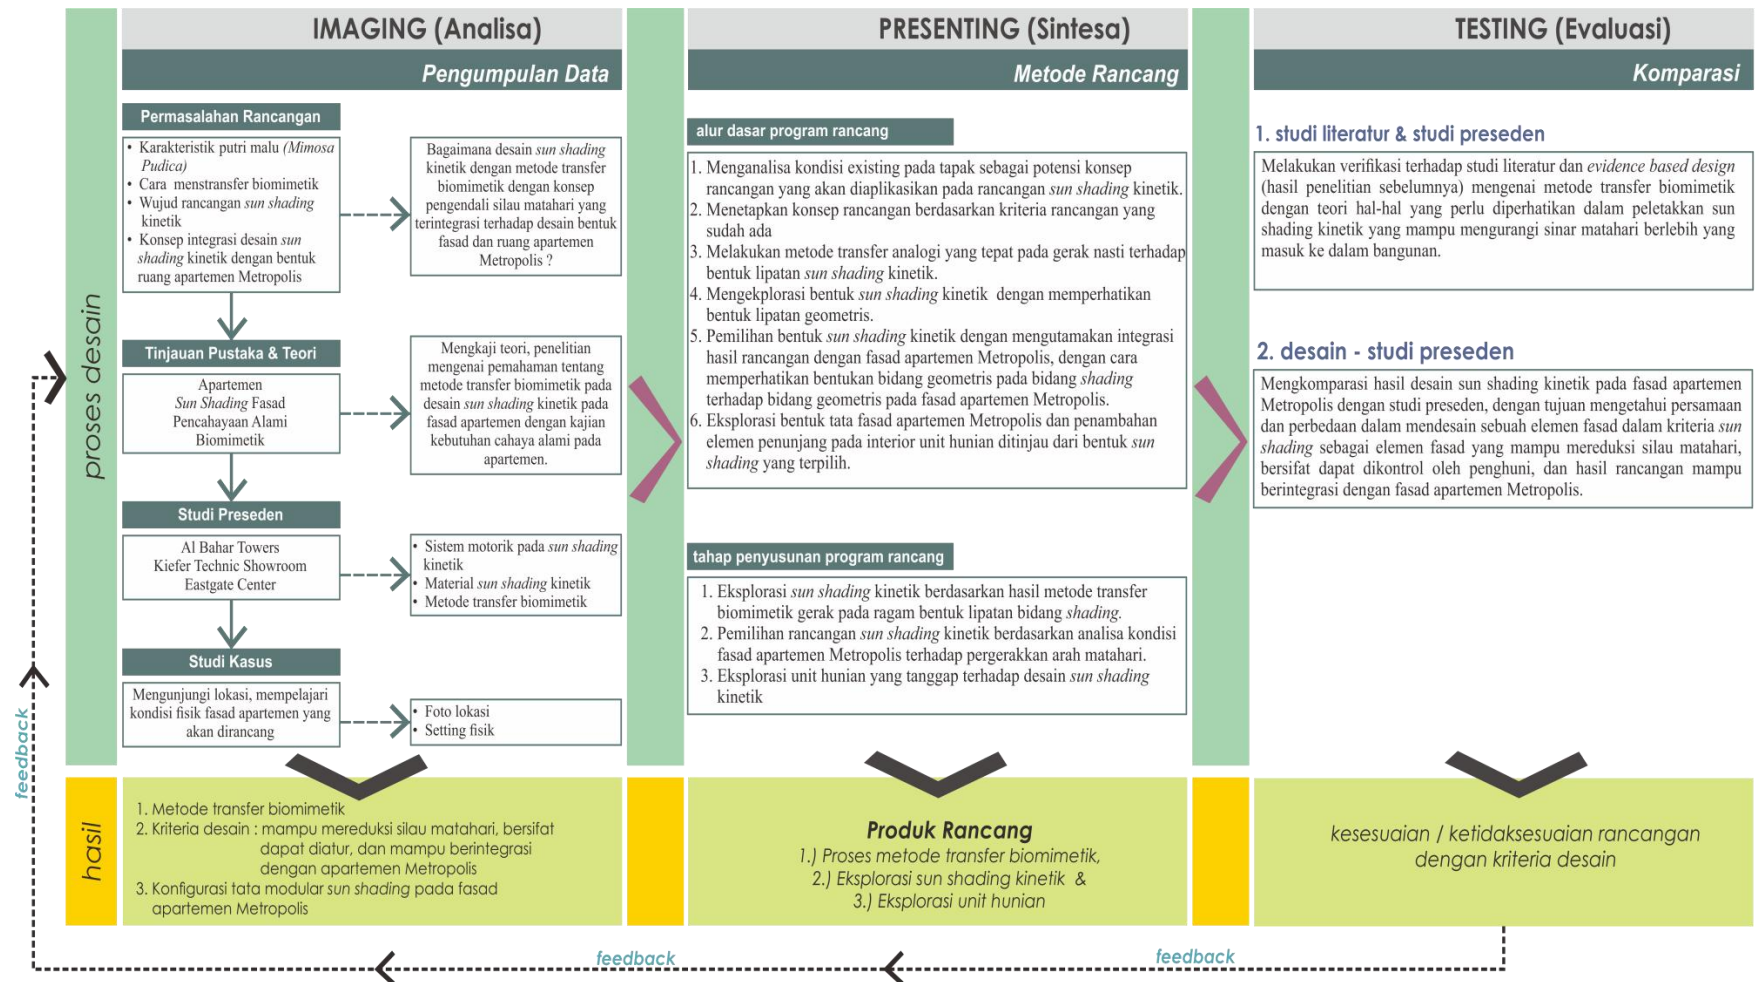 IMAGING (Analisa)
Pengumpulan Data
Permasalahan Rancangan
• Karakteristik putri malu (Mimosa
Pudica)
• Cara menstransfer biomimetik
• Wujud rancangan sun shading
kinetik
• Konsep integrasi desain sun
shading kinetik dengan bentuk
ruang apartemen Metropolis
Bagaimana desain sun shading
kinetik dengan metode transfer
biomimetik dengan konsep
pengendali silau matahari yang
terintegrasi terhadap desain bentuk
fasad dan ruang apartemen
Metropolis ?
Tinjauan Pustaka & Teori
Apartemen
Sun Shading Fasad
Pencahayaan Alami
Biomimetik
Mengkaji teori, penelitian
mengenai pemahaman tentang
metode transfer biomimetik pada
desain sun shading kinetik pada
fasad apartemen dengan kajian
kebutuhan cahaya alami pada
apartemen.
Studi Preseden
Al Bahar Towers
Kiefer Technic Showroom
Eastgate Center
• Sistem motorik pada sun shading
kinetik
• Material sun shading kinetik
• Metode transfer biomimetik
Studi Kasus
Mengunjungi lokasi, mempelajari
kondisi fisik fasad apartemen yang
akan dirancang
• Foto lokasi
• Setting fisik
proses desain
PRESENTING (Sintesa)
Metode Rancang
alur dasar program rancang
1. Menganalisa kondisi existing pada tapak sebagai potensi konsep
rancangan yang akan diaplikasikan pada rancangan sun shading kinetik.
2. Menetapkan konsep rancangan berdasarkan kriteria rancangan yang
sudah ada
3. Melakukan metode transfer analogi yang tepat pada gerak nasti terhadap
bentuk lipatan sun shading kinetik.
4. Mengekplorasi bentuk sun shading kinetik dengan memperhatikan
bentuk lipatan geometris.
5. Pemilihan bentuk sun shading kinetik dengan mengutamakan integrasi
hasil rancangan dengan fasad apartemen Metropolis, dengan cara
memperhatikan bentukan bidang geometris pada bidang shading
terhadap bidang geometris pada fasad apartemen Metropolis.
6. Eksplorasi bentuk tata fasad apartemen Metropolis dan penambahan
elemen penunjang pada interior unit hunian ditinjau dari bentuk sun
shading yang terpilih.
tahap penyusunan program rancang
1. Eksplorasi sun shading kinetik berdasarkan hasil metode transfer
biomimetik gerak pada ragam bentuk lipatan bidang shading.
2. Pemilihan rancangan sun shading kinetik berdasarkan analisa kondisi
fasad apartemen Metropolis terhadap pergerakkan arah matahari.
3. Eksplorasi unit hunian yang tanggap terhadap desain sun shading
kinetik
TESTING (Evaluasi)
Komparasi
1. studi literatur & studi preseden
Melakukan verifikasi terhadap studi literatur dan evidence based design
(hasil penelitian sebelumnya) mengenai metode transfer biomimetik
dengan teori hal-hal yang perlu diperhatikan dalam peletakkan sun
shading kinetik yang mampu mengurangi sinar matahari berlebih yang
masuk ke dalam bangunan.
2. desain - studi preseden
Mengkomparasi hasil desain sun shading kinetik pada fasad apartemen
Metropolis dengan studi preseden, dengan tujuan mengetahui persamaan
dan perbedaan dalam mendesain sebuah elemen fasad dalam kriteria sun
shading sebagai elemen fasad yang mampu mereduksi silau matahari,
bersifat dapat dikontrol oleh penghuni, dan hasil rancangan mampu
berintegrasi dengan fasad apartemen Metropolis.
hasil
1. Metode transfer biomimetik
2. Kriteria desain : mampu mereduksi silau matahari, bersifat
dapat diatur, dan mampu berintegrasi
dengan apartemen Metropolis
3. Konfigurasi tata modular sun shading pada fasad
apartemen Metropolis
Produk Rancang
1.) Proses metode transfer biomimetik,
2.) Eksplorasi sun shading kinetik &
3.) Eksplorasi unit hunian
kesesuaian / ketidaksesuaian rancangan
dengan kriteria desain
feedback
feedback
feedback